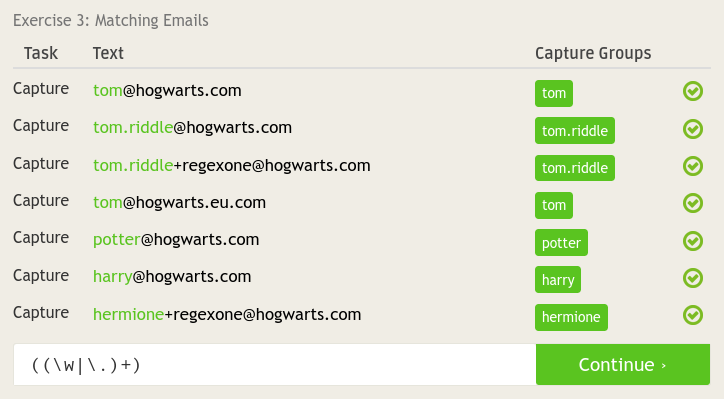 Exercise 3: Matching Emails
Task Text Capture Groups
Capture tom@hogwarts.com tom
Capture tom.riddle@hogwarts.com tom.riddle
Capture tom.riddle+regexone@hogwarts.com tom.riddle
Capture tom@hogwarts.eu.com tom
Capture potter@hogwarts.com potter
Capture harry@hogwarts.com harry
Capture hermione+regexone@hogwarts.com hermione
((\w|\.)+) Continue ›